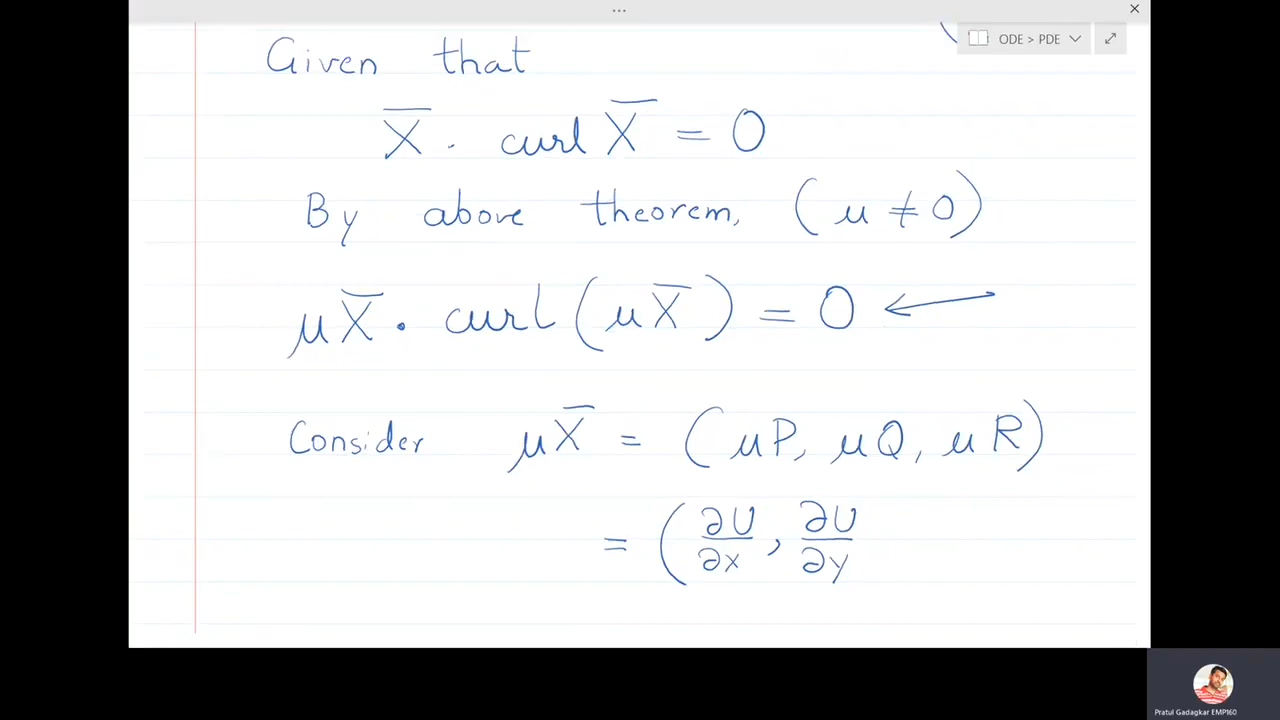 ...
ODE > PDE
Given that
X̅ . curl X̅ = 0
By above theorem, (μ ≠ 0)
μX̅ . curl (μX̅) = 0 ←
Consider μX̅ = (μP, μQ, μR)
= (∂U/∂x, ∂U/∂y
Pratul Gadagkar EMP160